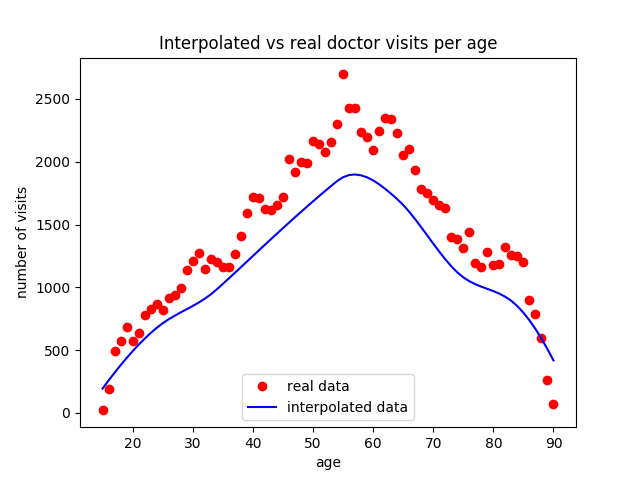 Interpolated vs real doctor visits per age
number of visits
2500
2000
1500
1000
500
0
real data
interpolated data
20 30 40 50 60 70 80 90
age